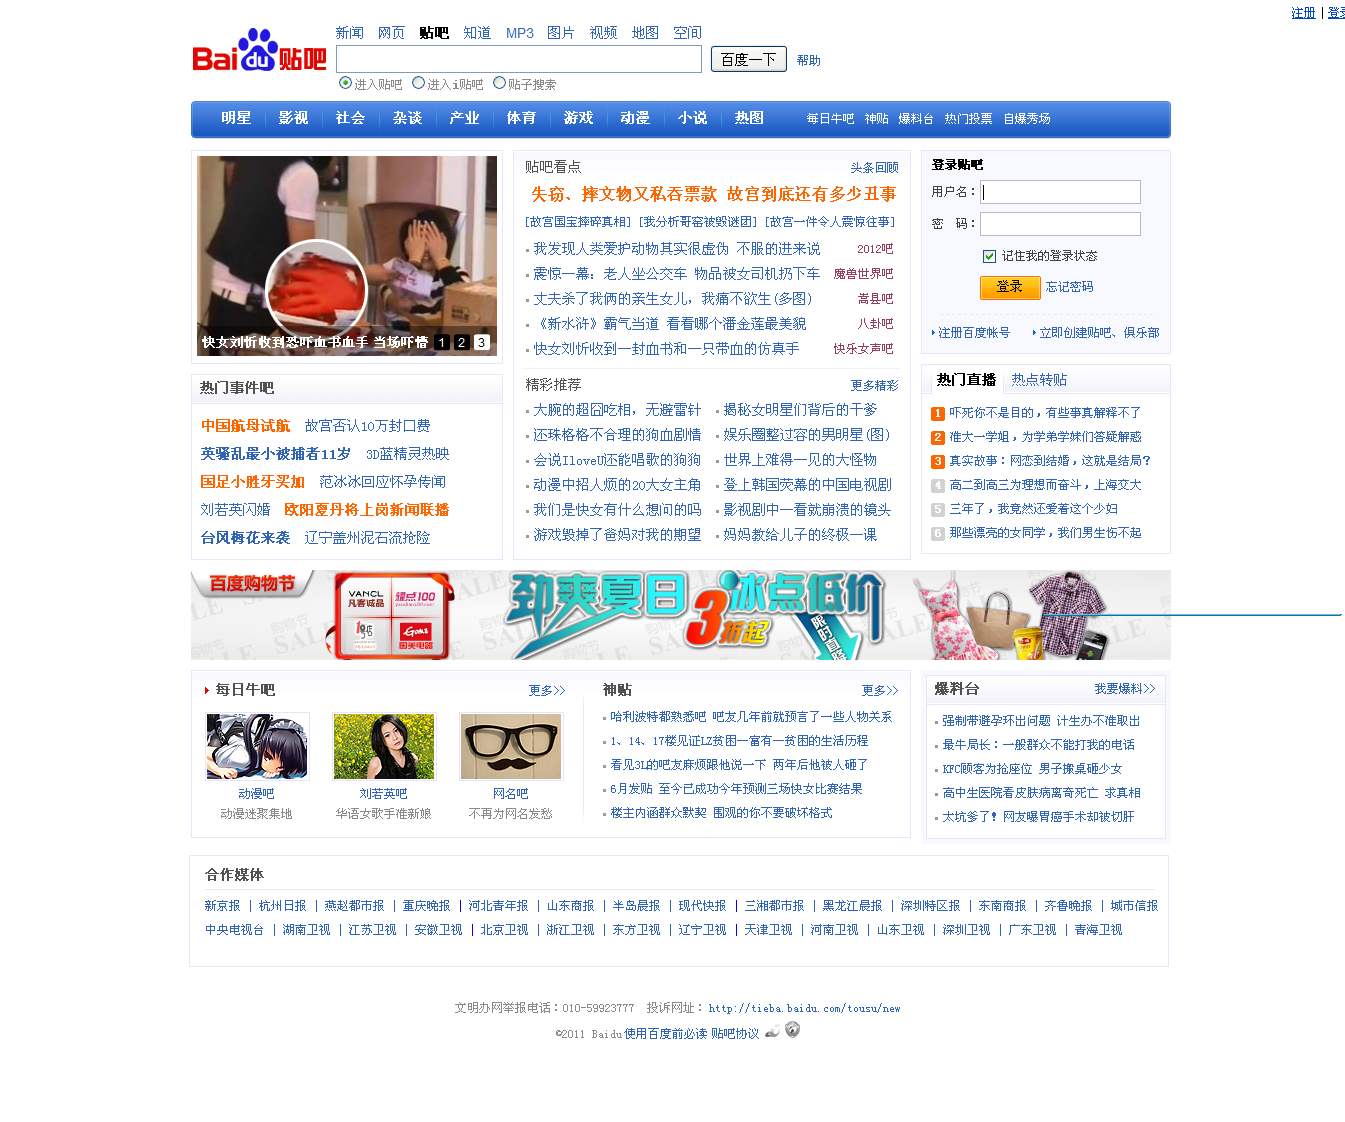 注册 | 登录
Bai du 贴吧
新闻 网页 贴吧 知道 MP3 图片 视频 地图 空间
百度一下 帮助
进入贴吧 进入i贴吧 贴子搜索
明星 影视 社会 杂谈 产业 体育 游戏 动漫 小说 热图 每日牛吧 神贴 爆料台 热门投票 自爆秀场
快女刘忻收到恐吓血书血手 当场吓昏 1 2 3
热门事件吧
中国航母试航 故宫否认10万封口费
英骚乱最小被捕者11岁 3D蓝精灵热映
国足小胜牙买加 范冰冰回应怀孕传闻
刘若英闪婚 欧阳夏丹将上岗新闻联播
台风梅花来袭 辽宁盖州泥石流抢险
贴吧看点 头条回顾
失窃、摔文物又私吞票款 故宫到底还有多少丑事
[故宫国宝摔碎真相] [我分析哥窑被毁谜团] [故宫一件令人震惊往事]
我发现人类爱护动物其实很虚伪 不服的进来说 2012吧
震惊一幕：老人坐公交车 物品被女司机扔下车 魔兽世界吧
丈夫杀了我俩的亲生女儿，我痛不欲生(多图) 嵩县吧
《新水浒》霸气当道 看看哪个潘金莲最美貌 八卦吧
快女刘忻收到一封血书和一只带血的仿真手 快乐女声吧
精彩推荐 更多精彩
大腕的超囧吃相，无避雷针 揭秘女明星们背后的干爹
还珠格格不合理的狗血剧情 娱乐圈整过容的男明星(图)
会说IloveU还能唱歌的狗狗 世界上难得一见的大怪物
动漫中招人烦的20大女主角 登上韩国荧幕的中国电视剧
我们是快女有什么想问的吗 影视剧中一看就崩溃的镜头
游戏毁掉了爸妈对我的期望 妈妈教给儿子的终极一课
登录贴吧
用户名：
密 码：
记住我的登录状态
登录 忘记密码
注册百度帐号 立即创建贴吧、俱乐部
热门直播 热点转贴
1 吓死你不是目的，有些事真解释不了
2 准大一学姐，为学弟学妹们答疑解惑
3 真实故事：网恋到结婚，这就是结局？
4 高二到高三为理想而奋斗，上海交大
5 三年了，我竟然还爱着这个少妇
6 那些漂亮的女同学，我们男生伤不起
百度购物节
VANCL 凡客诚品 耀点100
国美电器
劲爽夏日 冰点低价
3折起 限时直降
每日牛吧 更多>>
动漫吧 刘若英吧 网名吧
动漫迷聚集地 华语女歌手准新娘 不再为网名发愁
神贴 更多>>
哈利波特都熟悉吧 吧友几年前就预言了一些人物关系
1、14、17楼见证LZ贫困一富有一贫困的生活历程
看见3L的吧友麻烦跟他说一下 两年后他被人砸了
6月发贴 至今已成功今年预测三场快女比赛结果
楼主内涵群众默契 围观的你不要破坏格式
爆料台 我要爆料>>
强制带避孕环出问题 计生办不准取出
最牛局长：一般群众不能打我的电话
KFC顾客为抢座位 男子搬桌砸少女
高中生医院看皮肤病离奇死亡 求真相
太坑爹了！网友曝胃癌手术却被切肝
合作媒体
新京报 | 杭州日报 | 燕赵都市报 | 重庆晚报 | 河北青年报 | 山东商报 | 半岛晨报 | 现代快报 | 三湘都市报 | 黑龙江晨报 | 深圳特区报 | 东南商报 | 齐鲁晚报 | 城市信报
中央电视台 | 湖南卫视 | 江苏卫视 | 安徽卫视 | 北京卫视 | 浙江卫视 | 东方卫视 | 辽宁卫视 | 天津卫视 | 河南卫视 | 山东卫视 | 深圳卫视 | 广东卫视 | 青海卫视
文明办网举报电话：010-59923777 投诉网址：http://tieba.baidu.com/tousu/new
©2011 Baidu 使用百度前必读 贴吧协议